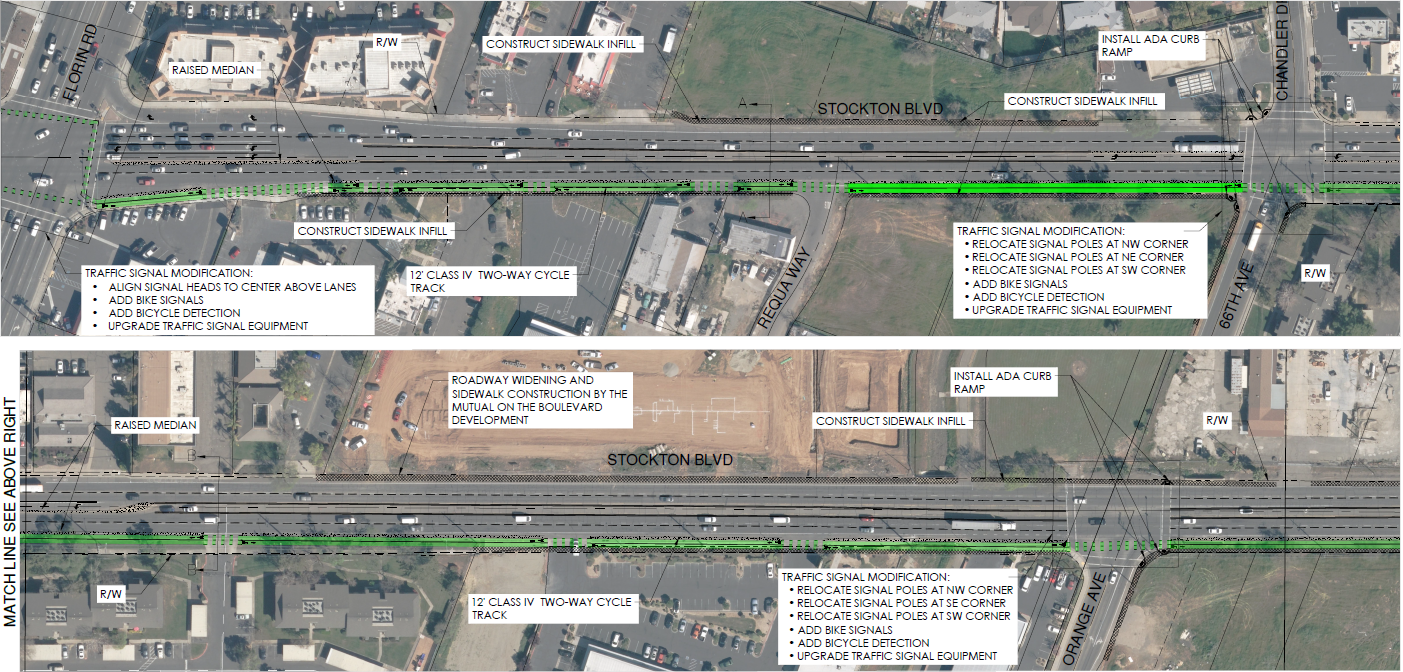 FLORIN RD
RAISED MEDIAN
R/W
CONSTRUCT SIDEWALK INFILL
A
STOCKTON BLVD
CONSTRUCT SIDEWALK INFILL
INSTALL ADA CURB
RAMP
CHANDLER D
CONSTRUCT SIDEWALK INFILL
TRAFFIC SIGNAL MODIFICATION:
• ALIGN SIGNAL HEADS TO CENTER ABOVE LANES
• ADD BIKE SIGNALS
• ADD BICYCLE DETECTION
• UPGRADE TRAFFIC SIGNAL EQUIPMENT
12' CLASS IV TWO-WAY CYCLE
TRACK
REQUA WAY
TRAFFIC SIGNAL MODIFICATION:
• RELOCATE SIGNAL POLES AT NW CORNER
• RELOCATE SIGNAL POLES AT NE CORNER
• RELOCATE SIGNAL POLES AT SW CORNER
• ADD BIKE SIGNALS
• ADD BICYCLE DETECTION
• UPGRADE TRAFFIC SIGNAL EQUIPMENT
66TH AVE
R/W
MATCH LINE SEE ABOVE RIGHT
RAISED MEDIAN
B
ROADWAY WIDENING AND
SIDEWALK CONSTRUCTION BY THE
MUTUAL ON THE BOULEVARD
DEVELOPMENT
STOCKTON BLVD
CONSTRUCT SIDEWALK INFILL
INSTALL ADA CURB
RAMP
R/W
R/W
B
12' CLASS IV TWO-WAY CYCLE
TRACK
TRAFFIC SIGNAL MODIFICATION:
• RELOCATE SIGNAL POLES AT NW CORNER
• RELOCATE SIGNAL POLES AT SE CORNER
• RELOCATE SIGNAL POLES AT SW CORNER
• ADD BIKE SIGNALS
• ADD BICYCLE DETECTION
• UPGRADE TRAFFIC SIGNAL EQUIPMENT
ORANGE AVE